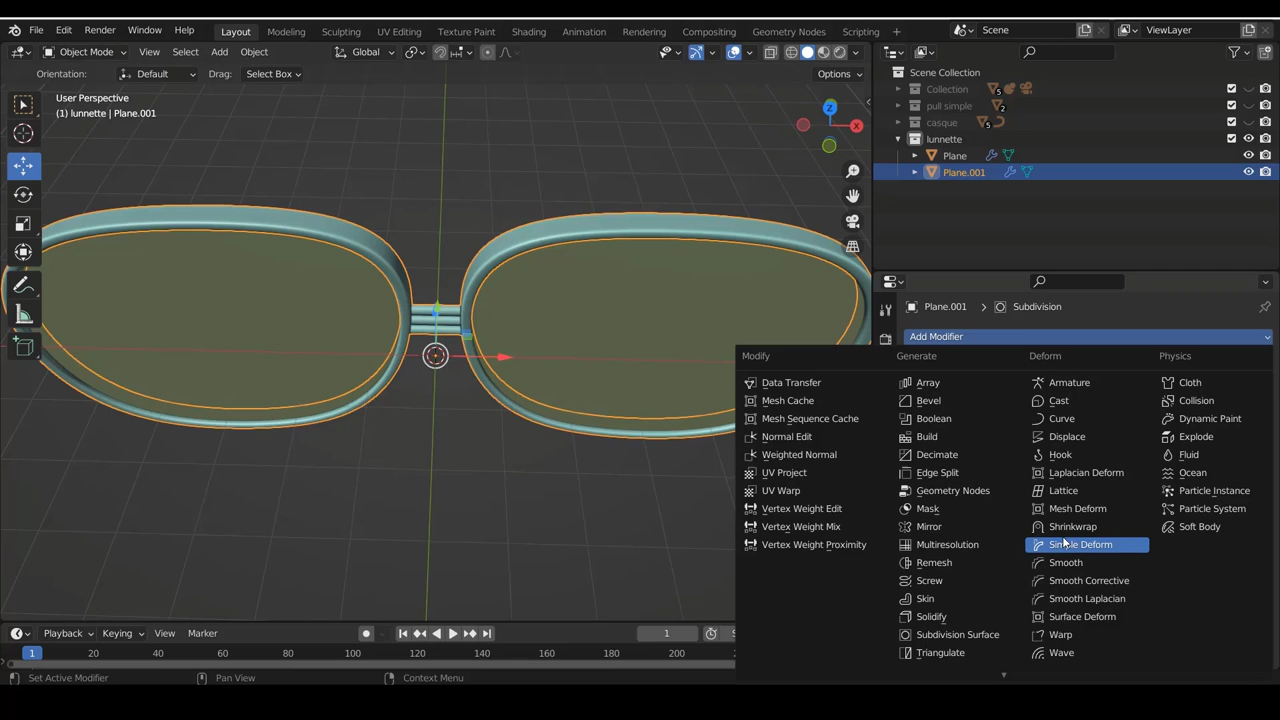 File Edit Render Window Help Layout Modeling Sculpting UV Editing Texture Paint Shading Animation Rendering Compositing Geometry Nodes Scripting + Scene ViewLayer
Object Mode View Select Add Object Global
Orientation: Default Drag: Select Box Options
User Perspective
(1) lunnette | Plane.001
Z
X
Scene Collection
Collection 5
pull simple 2
casque 5
lunnette
Plane
Plane.001
Plane.001 > Subdivision
Add Modifier
Modify Generate Deform Physics
Data Transfer Array Armature Cloth
Mesh Cache Bevel Cast Collision
Mesh Sequence Cache Boolean Curve Dynamic Paint
Normal Edit Build Displace Explode
Weighted Normal Decimate Hook Fluid
UV Project Edge Split Laplacian Deform Ocean
UV Warp Geometry Nodes Lattice Particle Instance
Vertex Weight Edit Mask Mesh Deform Particle System
Vertex Weight Mix Mirror Shrinkwrap Soft Body
Vertex Weight Proximity Multiresolution Simple Deform
Remesh Smooth
Screw Smooth Corrective
Skin Smooth Laplacian
Solidify Surface Deform
Subdivision Surface Warp
Triangulate Wave
Playback Keying View Marker 1 S
1 20 40 60 80 100 120 140 160 180 200
Set Active Modifier Pan View Context Menu